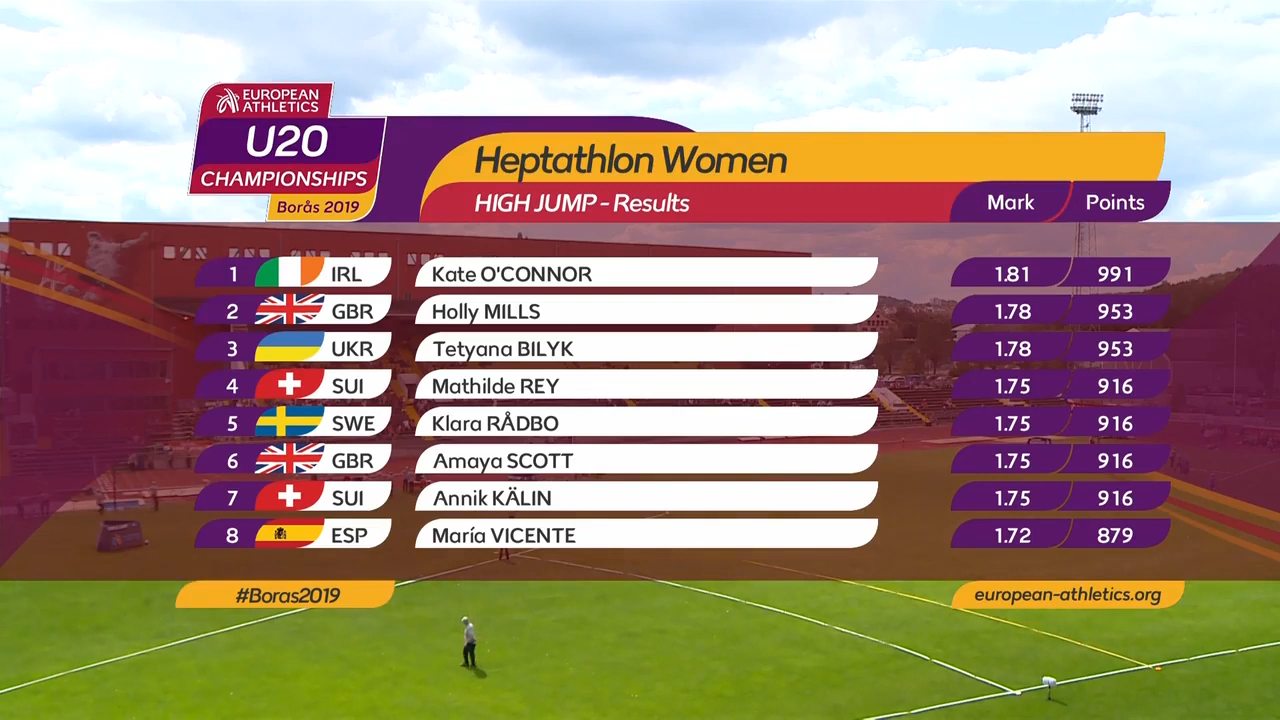 EUROPEAN
ATHLETICS
U20
CHAMPIONSHIPS
Borås 2019
Heptathlon Women
HIGH JUMP - Results Mark Points
1 IRL Kate O'CONNOR 1.81 991
2 GBR Holly MILLS 1.78 953
3 UKR Tetyana BILYK 1.78 953
4 SUI Mathilde REY 1.75 916
5 SWE Klara RÅDBO 1.75 916
6 GBR Amaya SCOTT 1.75 916
7 SUI Annik KÄLIN 1.75 916
8 ESP María VICENTE 1.72 879
#Boras2019 european-athletics.org